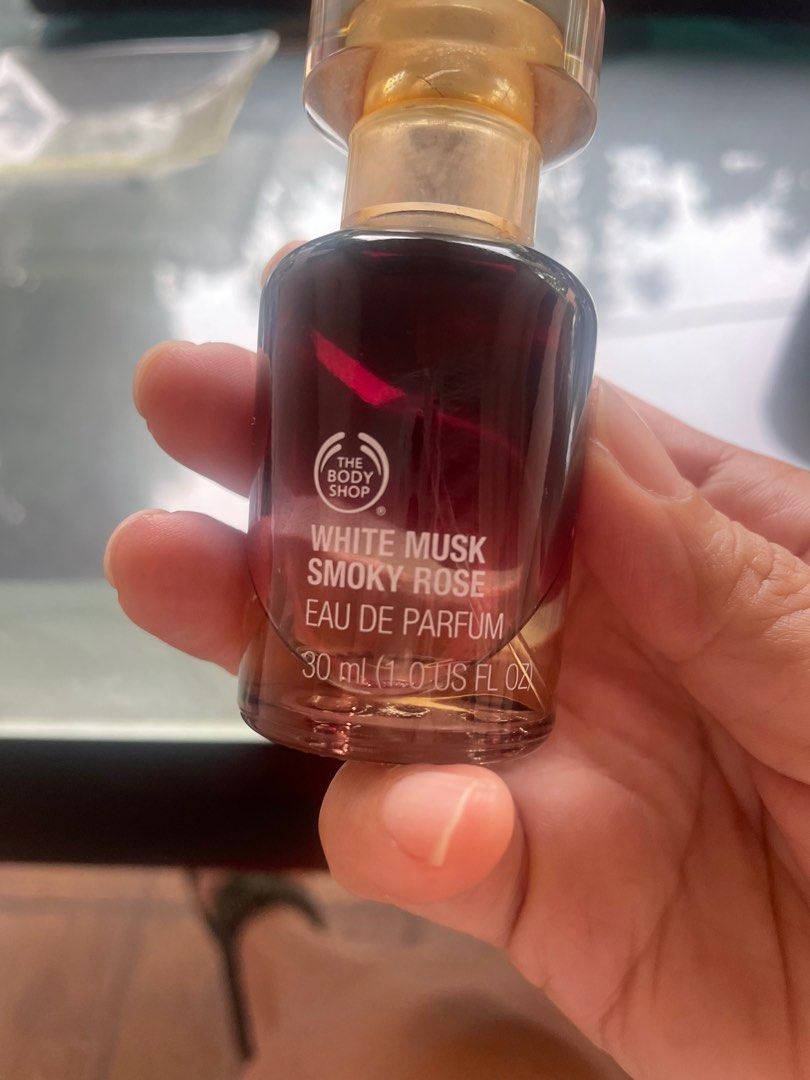 THE
BODY
SHOP
®
WHITE MUSK
SMOKY ROSE
EAU DE PARFUM
30 ml (1.0 US FL OZ)